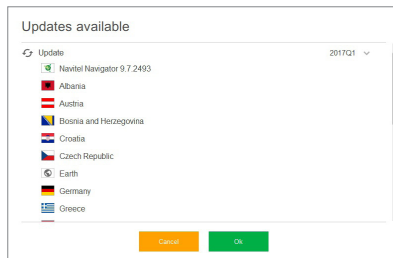 Updates available
Update 2017Q1
Navitel Navigator 9.7.2493
Albania
Austria
Bosnia and Herzegovina
Croatia
Czech Republic
Earth
Germany
Greece
Cancel Ok